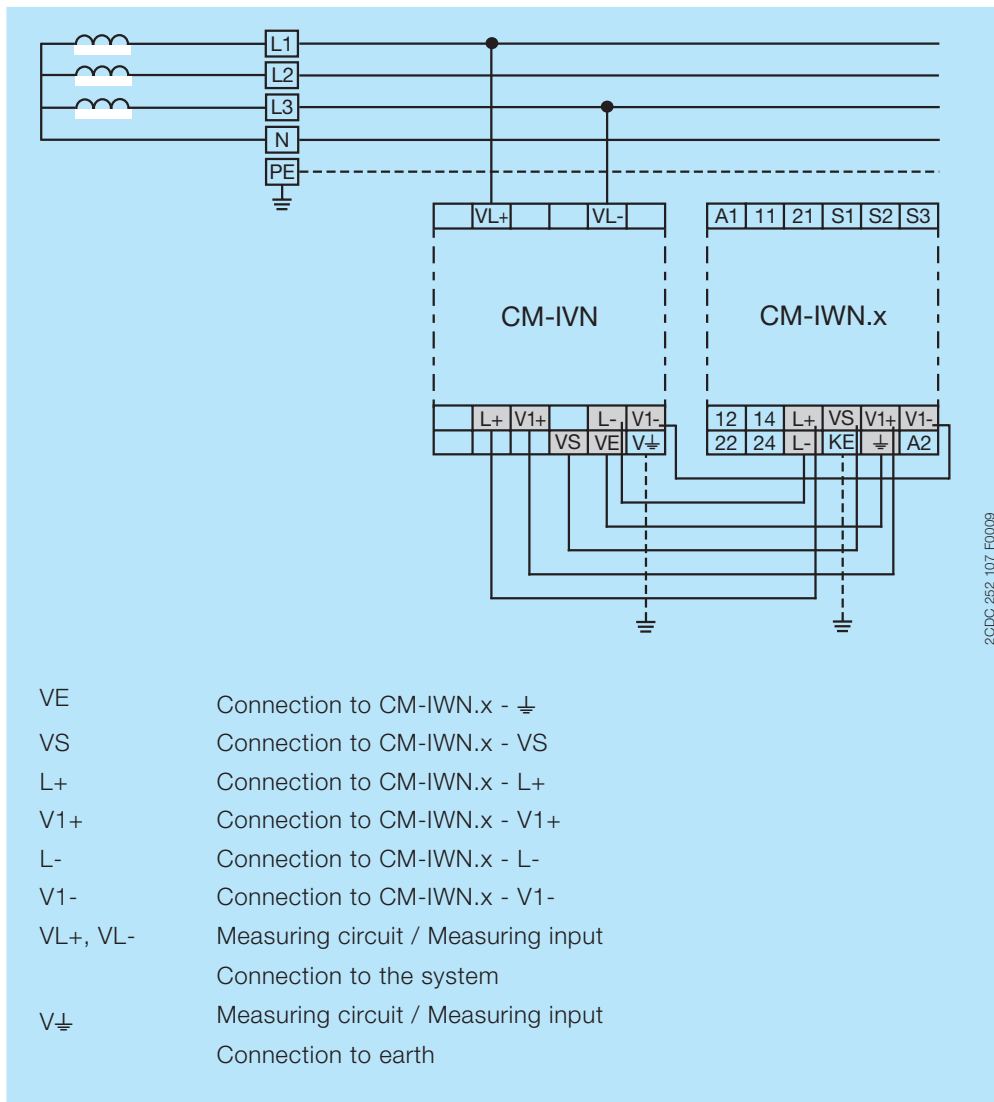 L1
L2
L3
N
PE
VL+ VL-
A1 11 21 S1 S2 S3
CM-IVN
CM-IWN.x
L+ V1+ L- V1-
VS VE V⏚
12 14 L+ VS V1+ V1-
22 24 L- KE ⏚ A2
2CDC 252 107 F0009
VE Connection to CM-IWN.x - ⏚
VS Connection to CM-IWN.x - VS
L+ Connection to CM-IWN.x - L+
V1+ Connection to CM-IWN.x - V1+
L- Connection to CM-IWN.x - L-
V1- Connection to CM-IWN.x - V1-
VL+, VL- Measuring circuit / Measuring input
Connection to the system
V⏚ Measuring circuit / Measuring input
Connection to earth